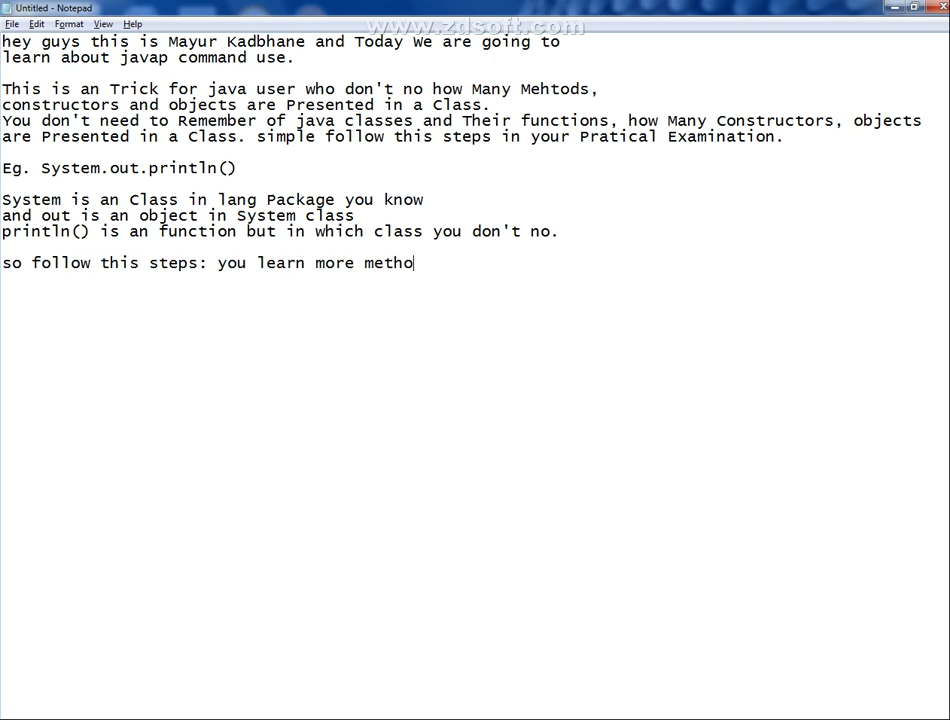 Untitled - Notepad
www.zdsoft.com
File Edit Format View Help
hey guys this is Mayur Kadbhane and Today We are going to
learn about javap command use.
This is an Trick for java user who don't no how Many Mehtods,
constructors and objects are Presented in a Class.
You don't need to Remember of java classes and Their functions, how Many Constructors, objects
are Presented in a Class. simple follow this steps in your Pratical Examination.
Eg. System.out.println()
System is an Class in lang Package you know
and out is an object in System class
println() is an function but in which class you don't no.
so follow this steps: you learn more metho